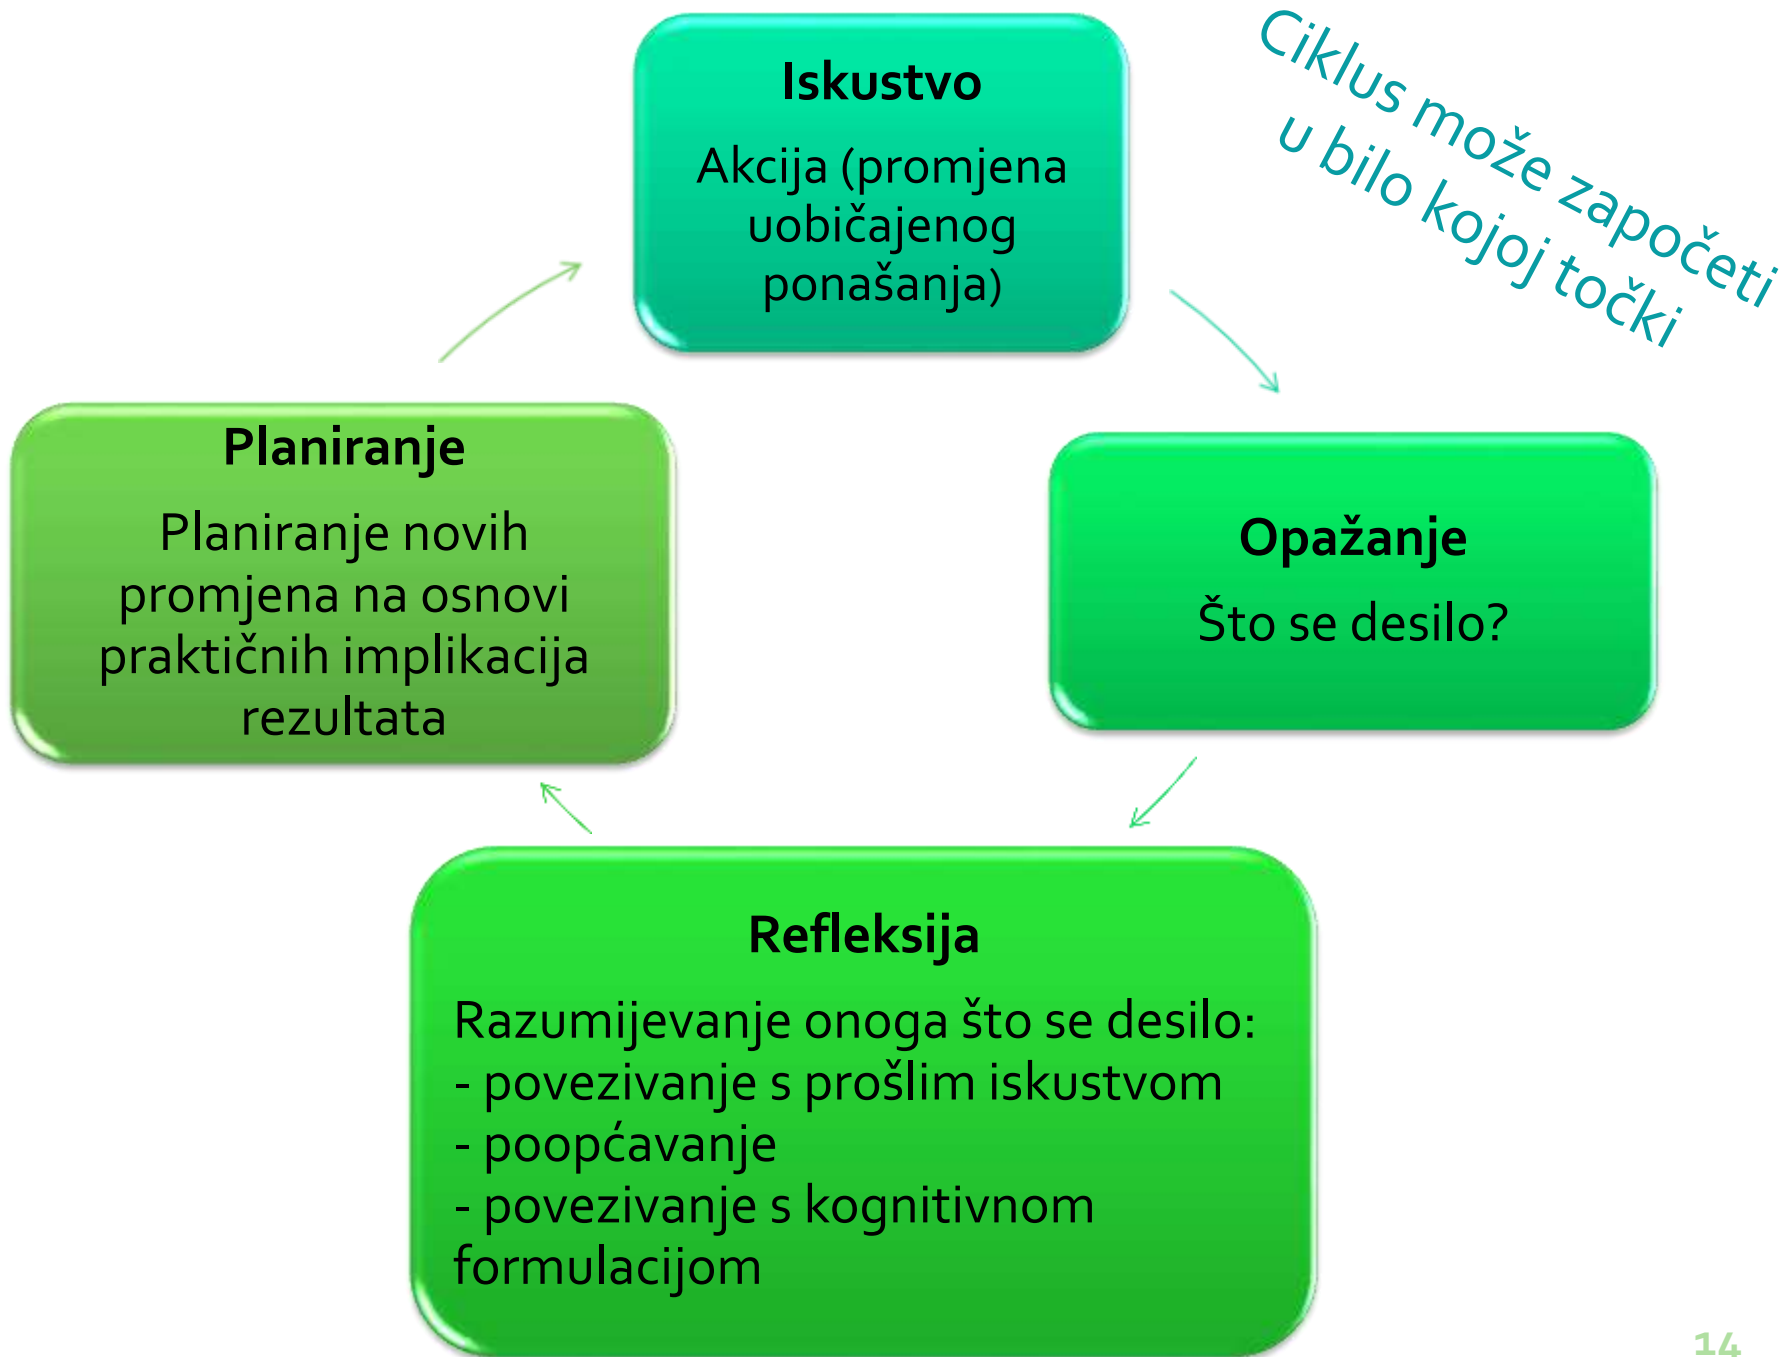 Iskustvo
Akcija (promjena
uobičajenog
ponašanja)
Ciklus može započeti
u bilo kojoj točki
Opažanje
Što se desilo?
Refleksija
Razumijevanje onoga što se desilo:
- povezivanje s prošlim iskustvom
- poopćavanje
- povezivanje s kognitivnom
formulacijom
Planiranje
Planiranje novih
promjena na osnovi
praktičnih implikacija
rezultata
14